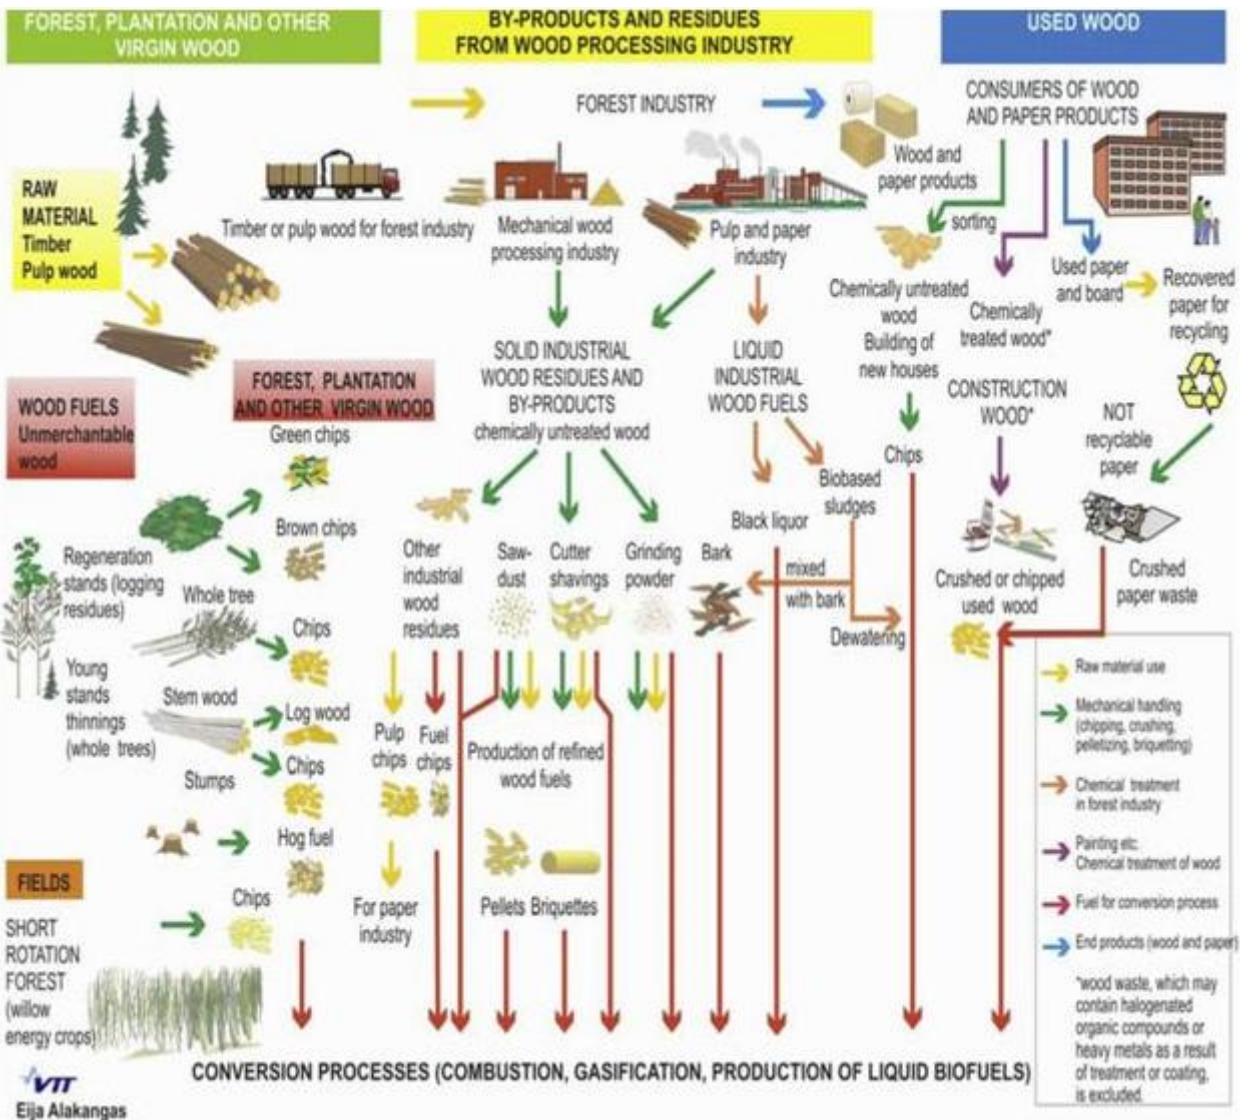 FOREST, PLANTATION AND OTHER
VIRGIN WOOD
BY-PRODUCTS AND RESIDUES
FROM WOOD PROCESSING INDUSTRY
USED WOOD
FOREST INDUSTRY
CONSUMERS OF WOOD
AND PAPER PRODUCTS
Wood and
paper products
RAW
MATERIAL
Timber
Pulp wood
Timber or pulp wood for forest industry
Mechanical wood
processing industry
Pulp and paper
industry
sorting
Chemically untreated
wood
Building of
new houses
Chemically
treated wood*
Used paper
and board
Recovered
paper for
recycling
SOLID INDUSTRIAL
WOOD RESIDUES AND
BY-PRODUCTS
chemically untreated wood
LIQUID
INDUSTRIAL
WOOD FUELS
CONSTRUCTION
WOOD*
NOT
recyclable
paper
WOOD FUELS
Unmerchantable
wood
FOREST, PLANTATION
AND OTHER VIRGIN WOOD
Green chips
Brown chips
Regeneration
stands (logging
residues)
Whole tree
Chips
Young
stands
thinnings
(whole trees)
Stem wood
Log wood
Chips
Stumps
Hog fuel
Other
industrial
wood
residues
Saw-
dust
Cutter
shavings
Grinding
powder
Bark
Black liquor
Biobased
sludges
mixed
with bark
Dewatering
Chips
Crushed or chipped
used wood
Crushed
paper waste
Pulp
chips
Fuel
chips
Production of refined
wood fuels
For paper
industry
Pellets Briquettes
FIELDS
Chips
SHORT
ROTATION
FOREST
(willow
energy crops)
Raw material use
Mechanical handling
(chipping, crushing,
pelletizing, briquetting)
Chemical treatment
in forest industry
Painting etc.
Chemical treatment of wood
Fuel for conversion process
End products (wood and paper)
*wood waste, which may
contain halogenated
organic compounds or
heavy metals as a result
of treatment or coating,
is excluded.
CONVERSION PROCESSES (COMBUSTION, GASIFICATION, PRODUCTION OF LIQUID BIOFUELS)
VTT
Eija Alakangas